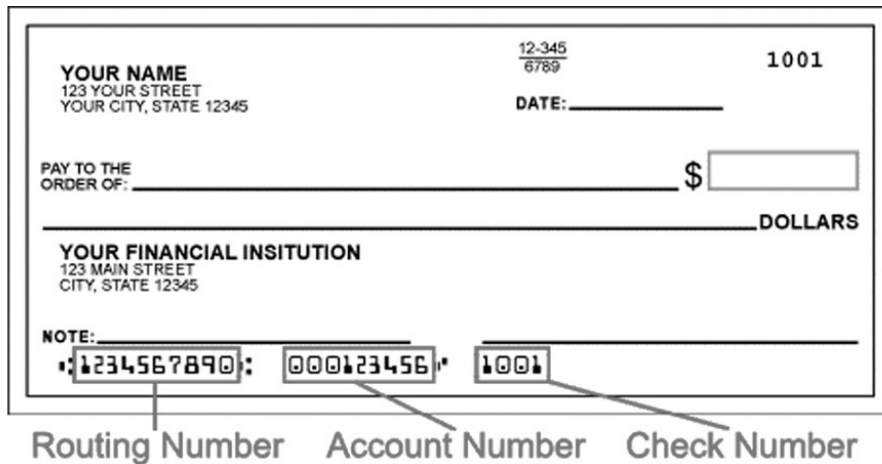 12-345
6789
1001
YOUR NAME
123 YOUR STREET
YOUR CITY, STATE 12345
DATE:
PAY TO THE
ORDER OF:
$
DOLLARS
YOUR FINANCIAL INSITUTION
123 MAIN STREET
CITY, STATE 12345
NOTE:
⑆1234567890⑆ 000123456⑈ 1001
Routing Number Account Number Check Number